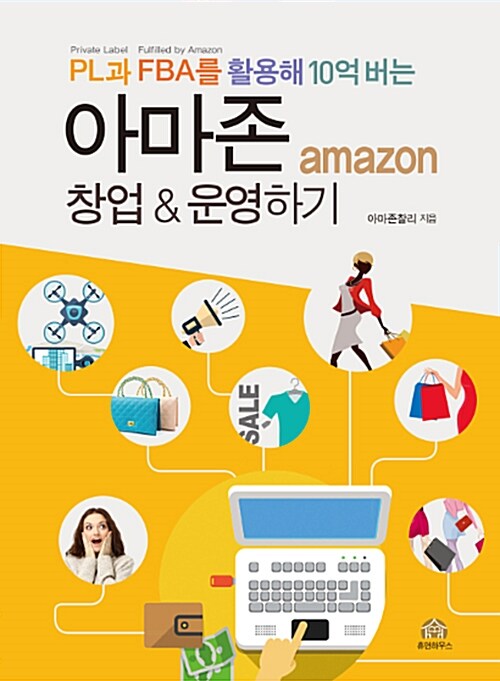 Private Label Fulfilled by Amazon
PL과 FBA를 활용해 10억 버는
아마존 amazon
창업 & 운영하기
아마존찰리 지음
SALE
휴먼하우스